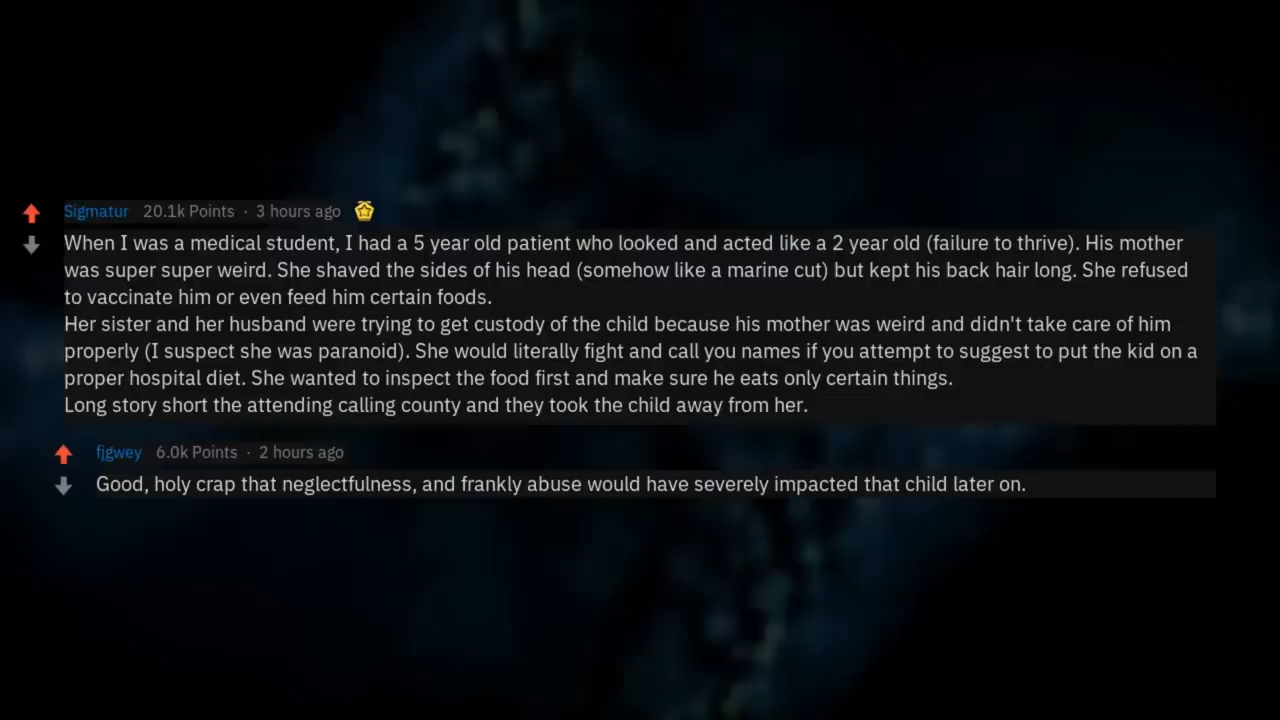 Sigmatur 20.1k Points · 3 hours ago
When I was a medical student, I had a 5 year old patient who looked and acted like a 2 year old (failure to thrive). His mother
was super super weird. She shaved the sides of his head (somehow like a marine cut) but kept his back hair long. She refused
to vaccinate him or even feed him certain foods.
Her sister and her husband were trying to get custody of the child because his mother was weird and didn't take care of him
properly (I suspect she was paranoid). She would literally fight and call you names if you attempt to suggest to put the kid on a
proper hospital diet. She wanted to inspect the food first and make sure he eats only certain things.
Long story short the attending calling county and they took the child away from her.
fjgwey 6.0k Points · 2 hours ago
Good, holy crap that neglectfulness, and frankly abuse would have severely impacted that child later on.